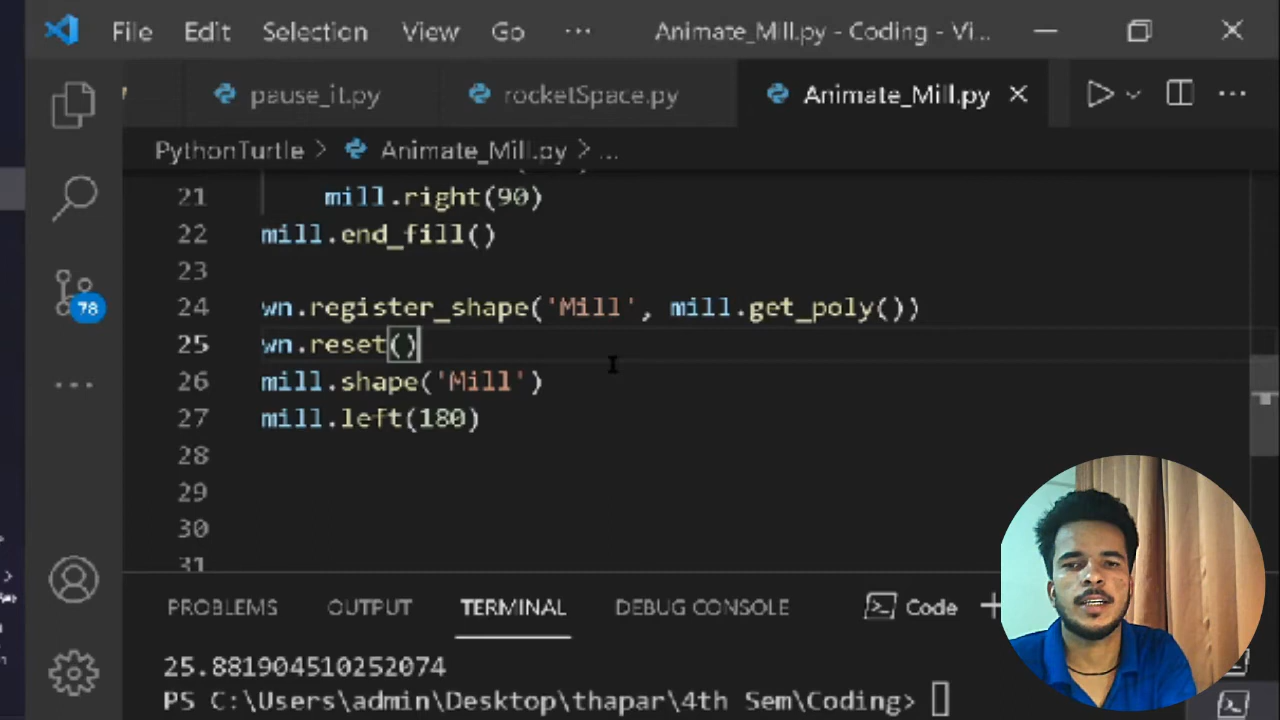 File Edit Selection View Go ... Animate_Mill.py - Coding - Vi...
pause_it.py rocketSpace.py Animate_Mill.py
PythonTurtle > Animate_Mill.py > ...
21 mill.right(90)
22 mill.end_fill()
23
24 wn.register_shape('Mill', mill.get_poly())
25 wn.reset()
26 mill.shape('Mill')
27 mill.left(180)
28
29
30
31
78
PROBLEMS OUTPUT TERMINAL DEBUG CONSOLE Code
25.881904510252074
PS C:\Users\admin\Desktop\thapar\4th Sem\Coding>